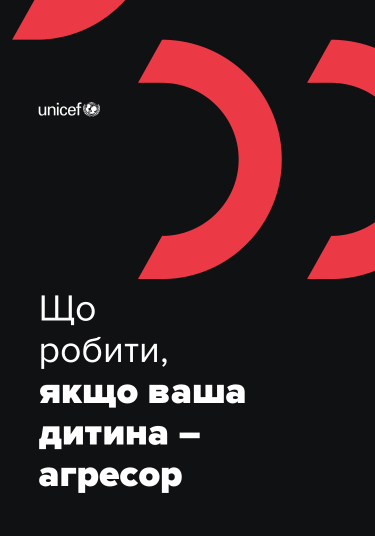 unicef
Що
робити,
якщо ваша
дитина –
агресор